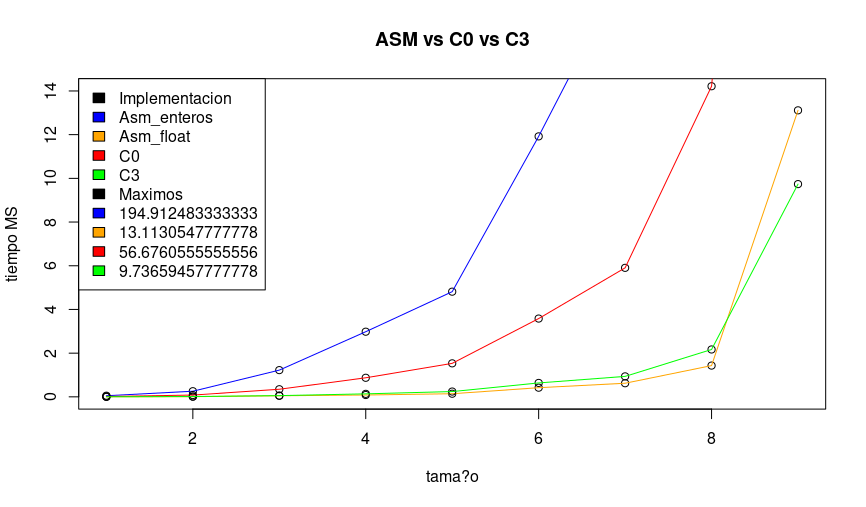 ASM vs C0 vs C3
Implementacion
Asm_enteros
Asm_float
C0
C3
Maximos
194.912483333333
13.1130547777778
56.6760555555556
9.73659457777778
tiempo MS
14
12
10
8
6
4
2
0
2
4
6
8
tama?o